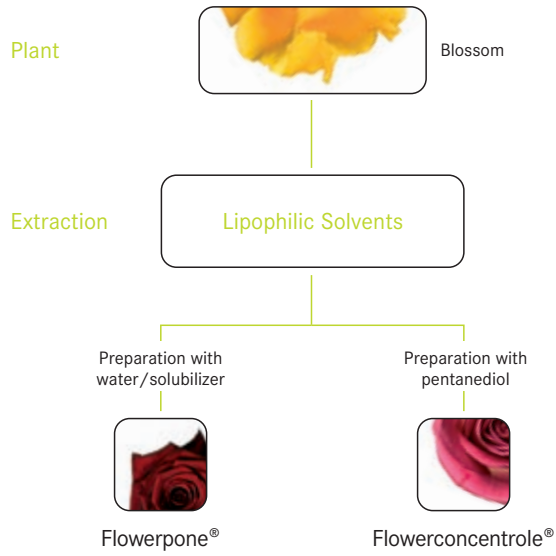 Plant
Blossom
Extraction
Lipophilic Solvents
Preparation with
water/solubilizer
Preparation with
pentanediol
Flowerpone®
Flowerconcentrole®